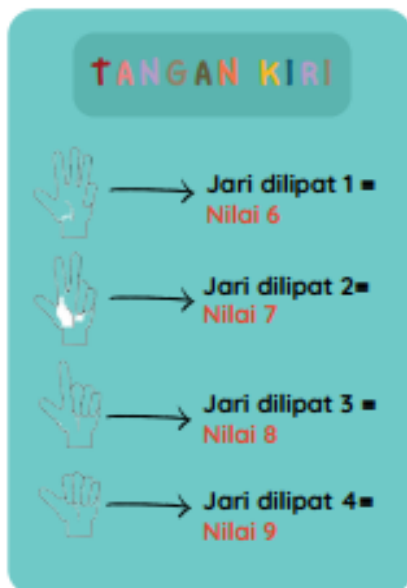 TANGAN KIRI
Jari dilipat 1 =
Nilai 6
Jari dilipat 2=
Nilai 7
Jari dilipat 3 =
Nilai 8
Jari dilipat 4=
Nilai 9